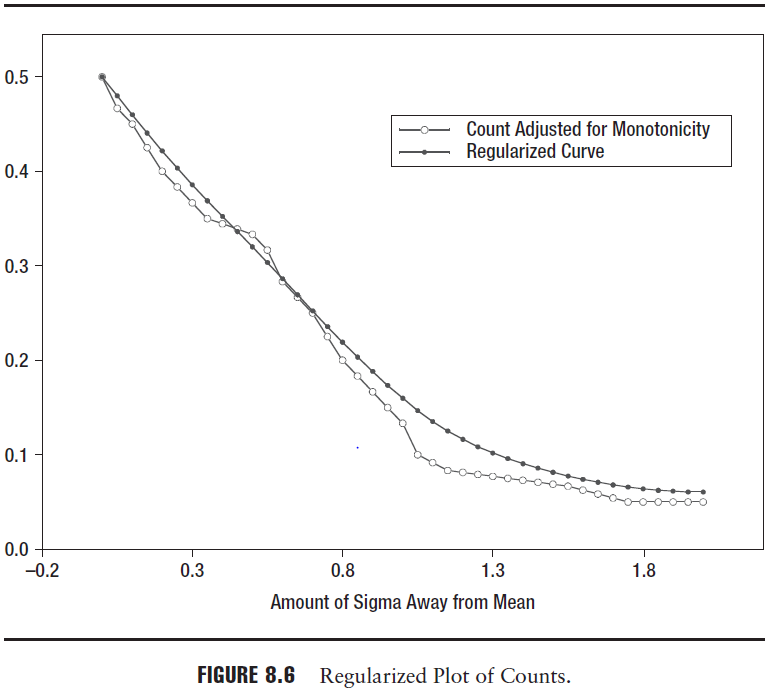 0.5
0.4
0.3
0.2
0.1
0.0
–0.2
0.3
0.8
1.3
1.8
Count Adjusted for Monotonicity
Regularized Curve
Amount of Sigma Away from Mean
FIGURE 8.6 Regularized Plot of Counts.